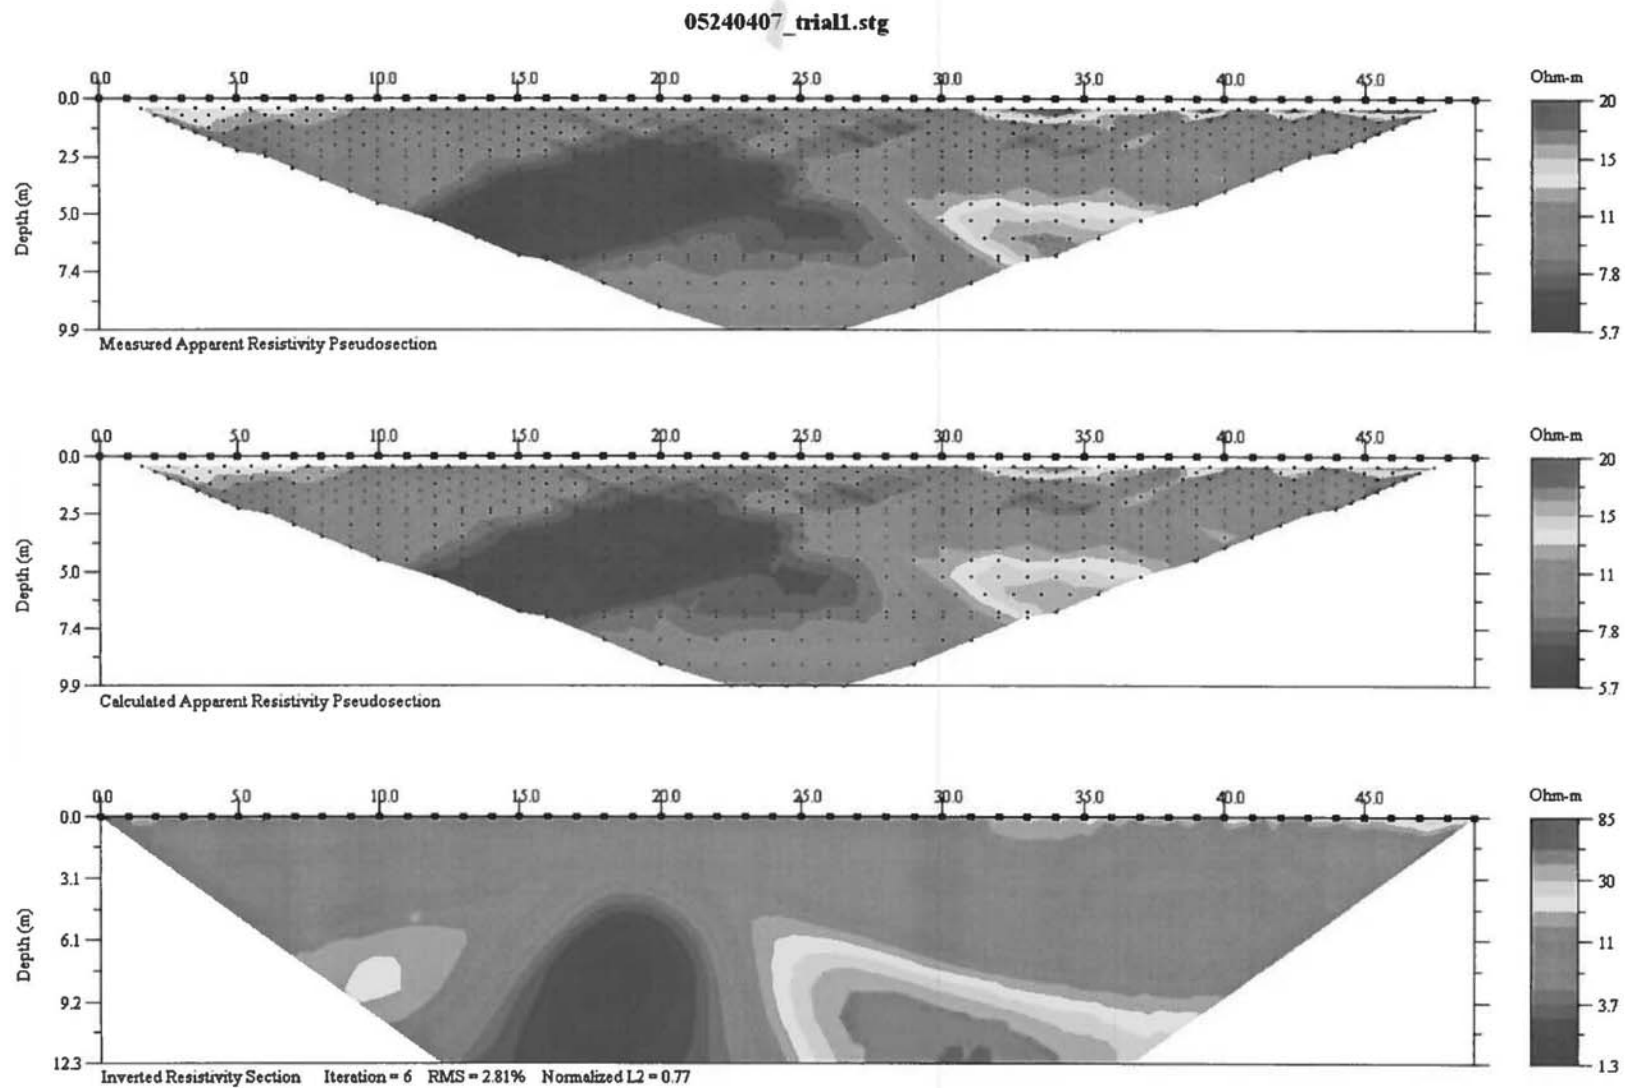 05240407_trial1.stg
0.0 5.0 10.0 15.0 20.0 25.0 30.0 35.0 40.0 45.0
Ohm-m
Depth (m)
0.0
2.5
5.0
7.4
9.9
20
15
11
7.8
5.7
Measured Apparent Resistivity Pseudosection
0.0 5.0 10.0 15.0 20.0 25.0 30.0 35.0 40.0 45.0
Ohm-m
Depth (m)
0.0
2.5
5.0
7.4
9.9
20
15
11
7.8
5.7
Calculated Apparent Resistivity Pseudosection
0.0 5.0 10.0 15.0 20.0 25.0 30.0 35.0 40.0 45.0
Ohm-m
Depth (m)
0.0
3.1
6.1
9.2
12.3
85
30
11
3.7
1.3
Inverted Resistivity Section Iteration = 6 RMS = 2.81% Normalized L2 = 0.77